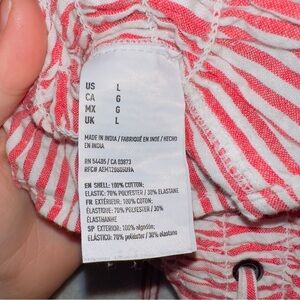 US L
CA G
MX G
UK L
MADE IN INDIA / FABRIQUÉ EN INDE / HECHO
EN INDIA
RN 54485 / CA 03873
EN SHELL: 100% COTTON;
ELASTIC: 70% POLYESTER / 30% ELASTANE
FR EXTÉRIEUR: 100% COTON;
ÉLASTIQUE: 70% POLYESTER / 30%
ÉLASTHANNE
SP EXTERIOR: 100% algodón;
ELÁSTICO: 70% poliéster / 30% elastano